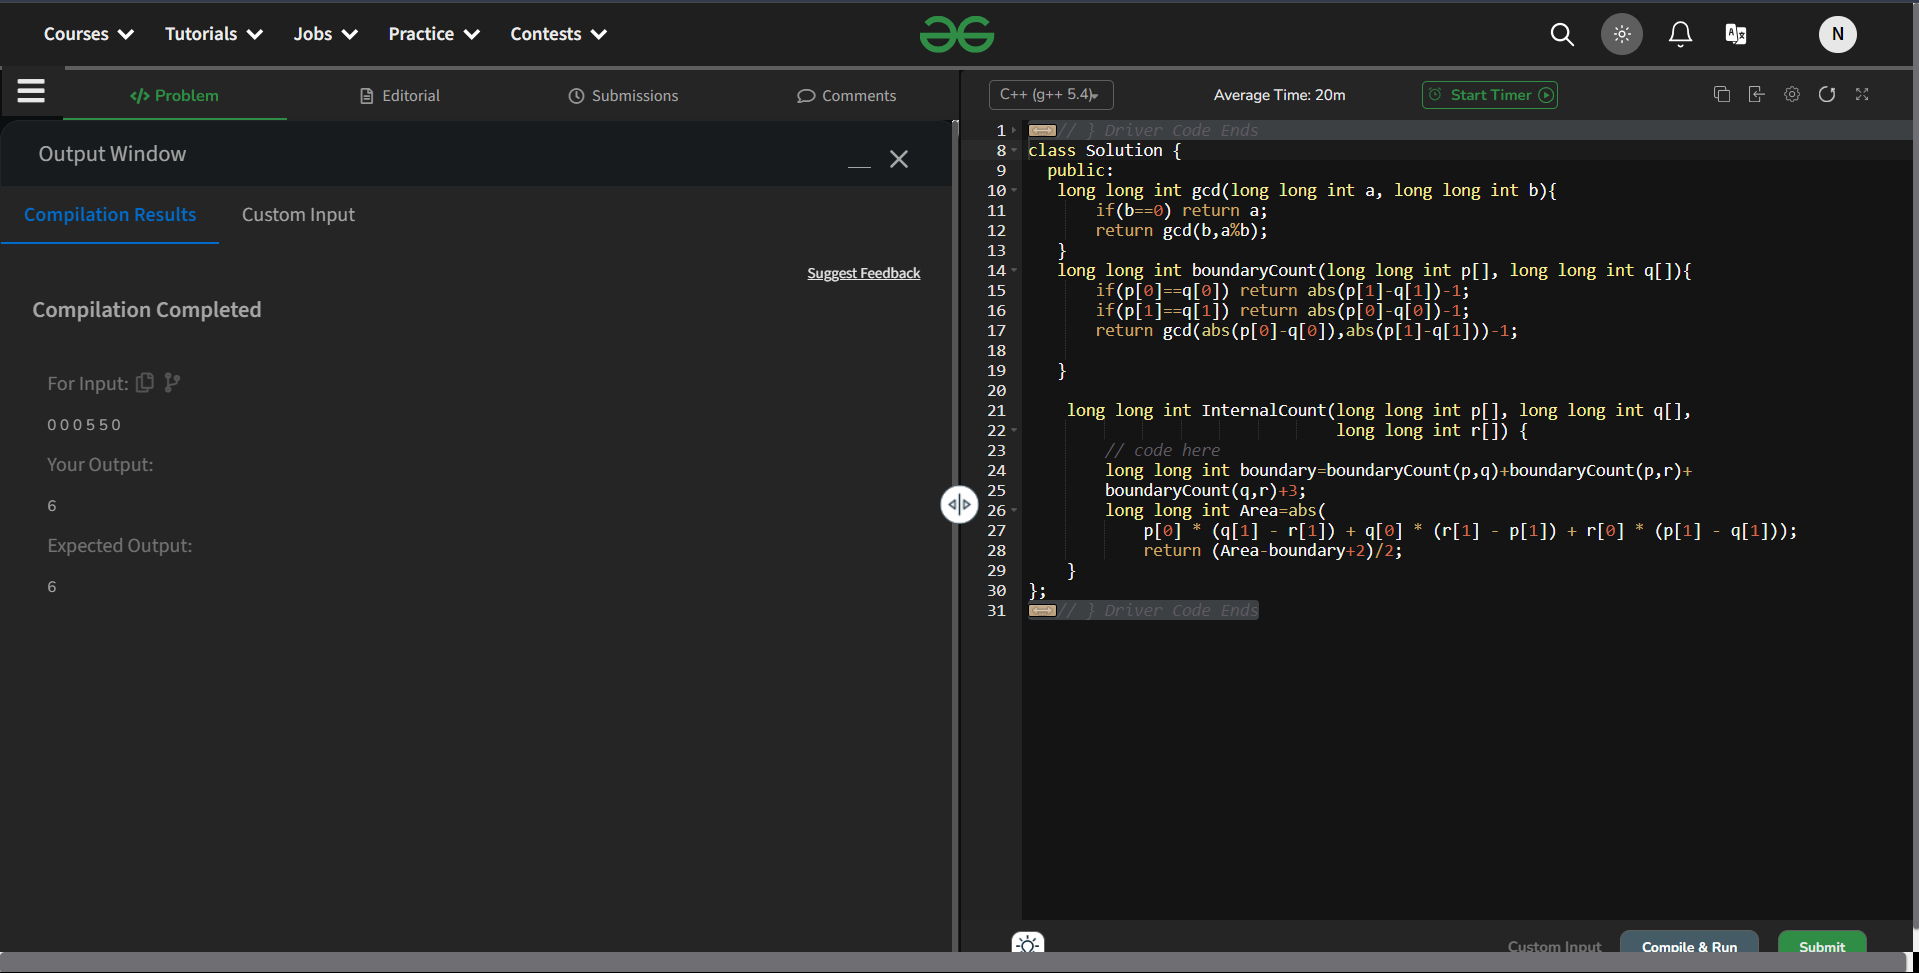 Courses Tutorials Jobs Practice Contests N
Problem Editorial Submissions Comments
Output Window
Compilation Results Custom Input
Suggest Feedback
Compilation Completed
For Input:
0 0 0 5 5 0
Your Output:
6
Expected Output:
6
C++ (g++ 5.4) Average Time: 20m Start Timer
1 // } Driver Code Ends
8 class Solution {
9 public:
10 long long int gcd(long long int a, long long int b){
11 if(b==0) return a;
12 return gcd(b,a%b);
13 }
14 long long int boundaryCount(long long int p[], long long int q[]){
15 if(p[0]==q[0]) return abs(p[1]-q[1])-1;
16 if(p[1]==q[1]) return abs(p[0]-q[0])-1;
17 return gcd(abs(p[0]-q[0]),abs(p[1]-q[1]))-1;
18
19 }
20
21 long long int InternalCount(long long int p[], long long int q[],
22 long long int r[]) {
23 // code here
24 long long int boundary=boundaryCount(p,q)+boundaryCount(p,r)+
25 boundaryCount(q,r)+3;
26 long long int Area=abs(
27 p[0] * (q[1] - r[1]) + q[0] * (r[1] - p[1]) + r[0] * (p[1] - q[1]));
28 return (Area-boundary+2)/2;
29 }
30 };
31 // } Driver Code Ends
Custom Input Compile & Run Submit